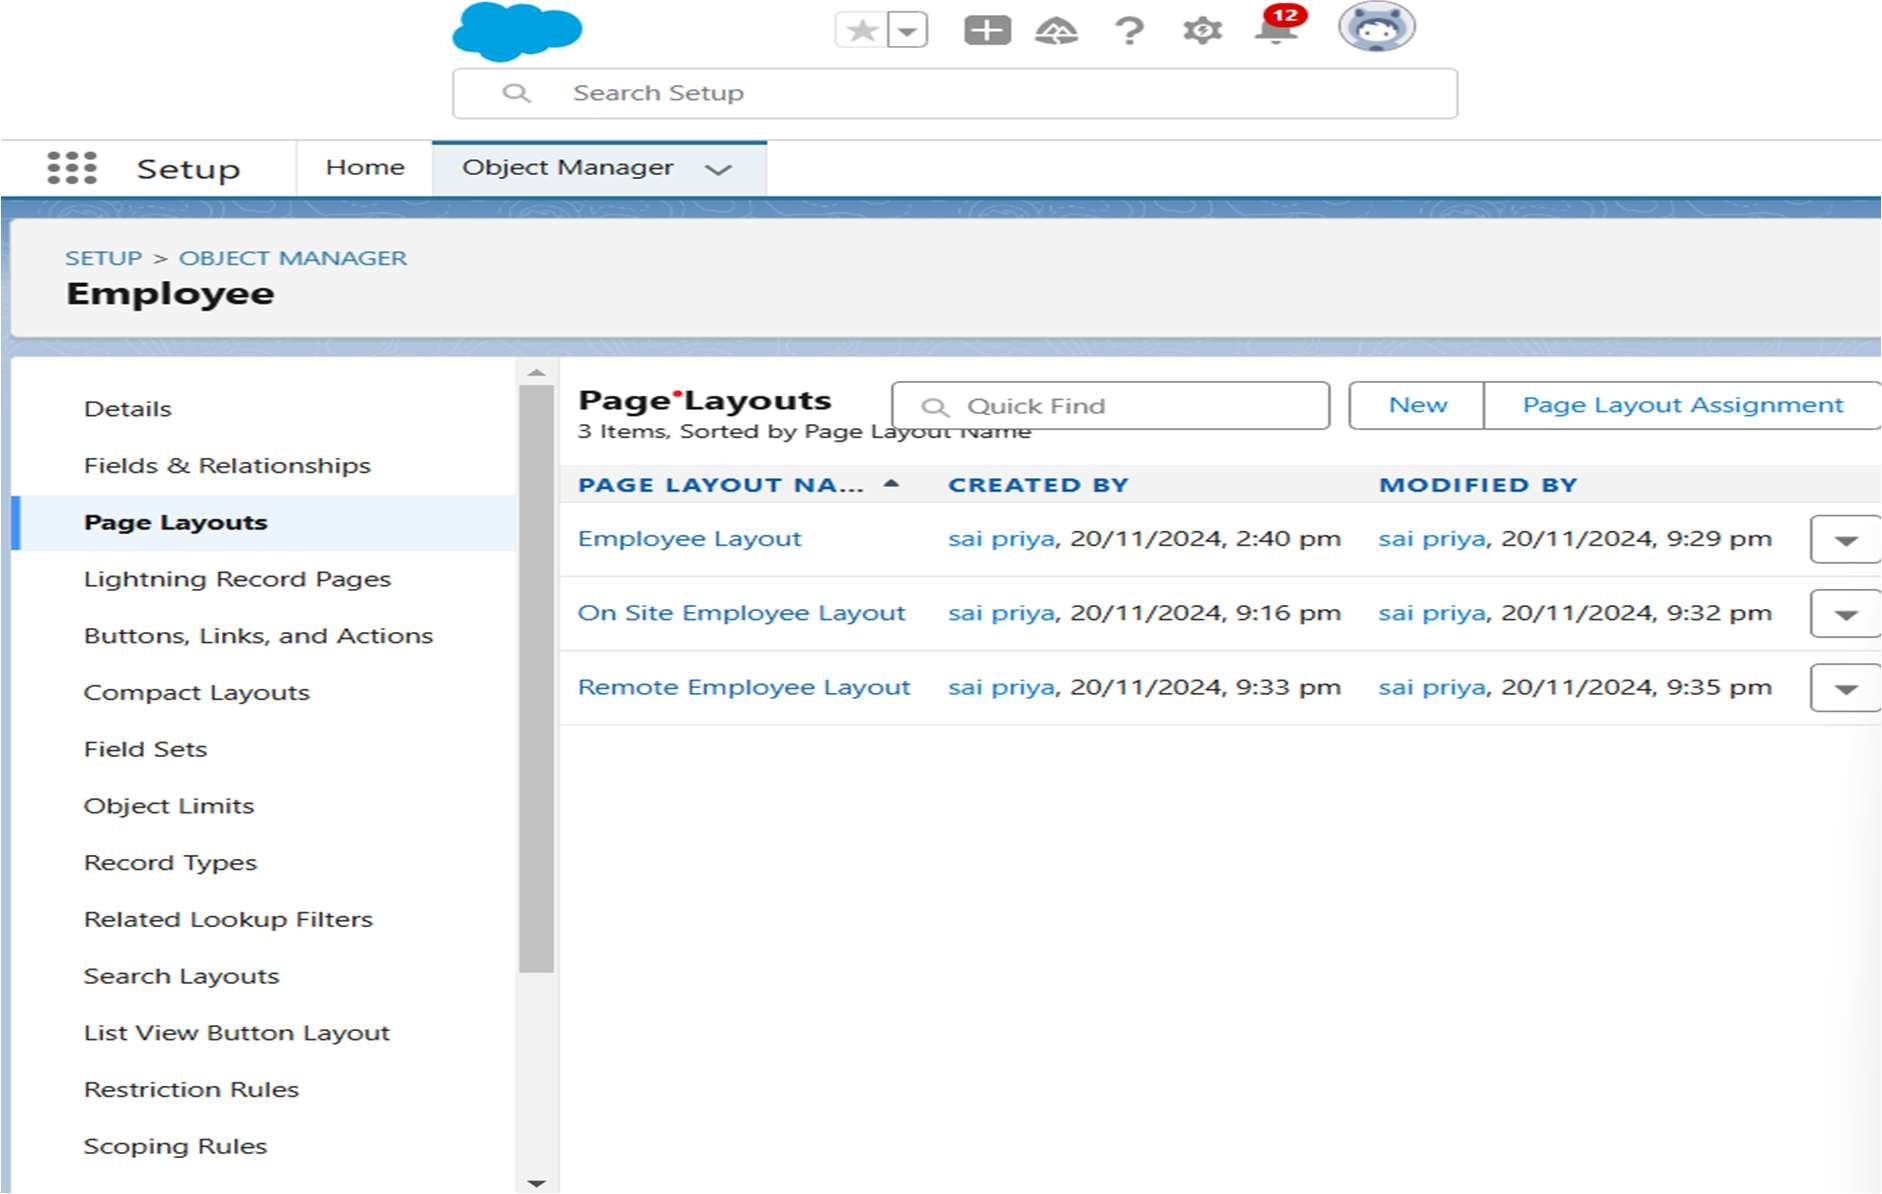 12
Search Setup
Setup Home Object Manager
SETUP > OBJECT MANAGER
Employee
Details
Fields & Relationships
Page Layouts
Lightning Record Pages
Buttons, Links, and Actions
Compact Layouts
Field Sets
Object Limits
Record Types
Related Lookup Filters
Search Layouts
List View Button Layout
Restriction Rules
Scoping Rules
Page Layouts Quick Find New Page Layout Assignment
3 Items, Sorted by Page Layout Name
PAGE LAYOUT NA... CREATED BY MODIFIED BY
Employee Layout sai priya, 20/11/2024, 2:40 pm sai priya, 20/11/2024, 9:29 pm
On Site Employee Layout sai priya, 20/11/2024, 9:16 pm sai priya, 20/11/2024, 9:32 pm
Remote Employee Layout sai priya, 20/11/2024, 9:33 pm sai priya, 20/11/2024, 9:35 pm